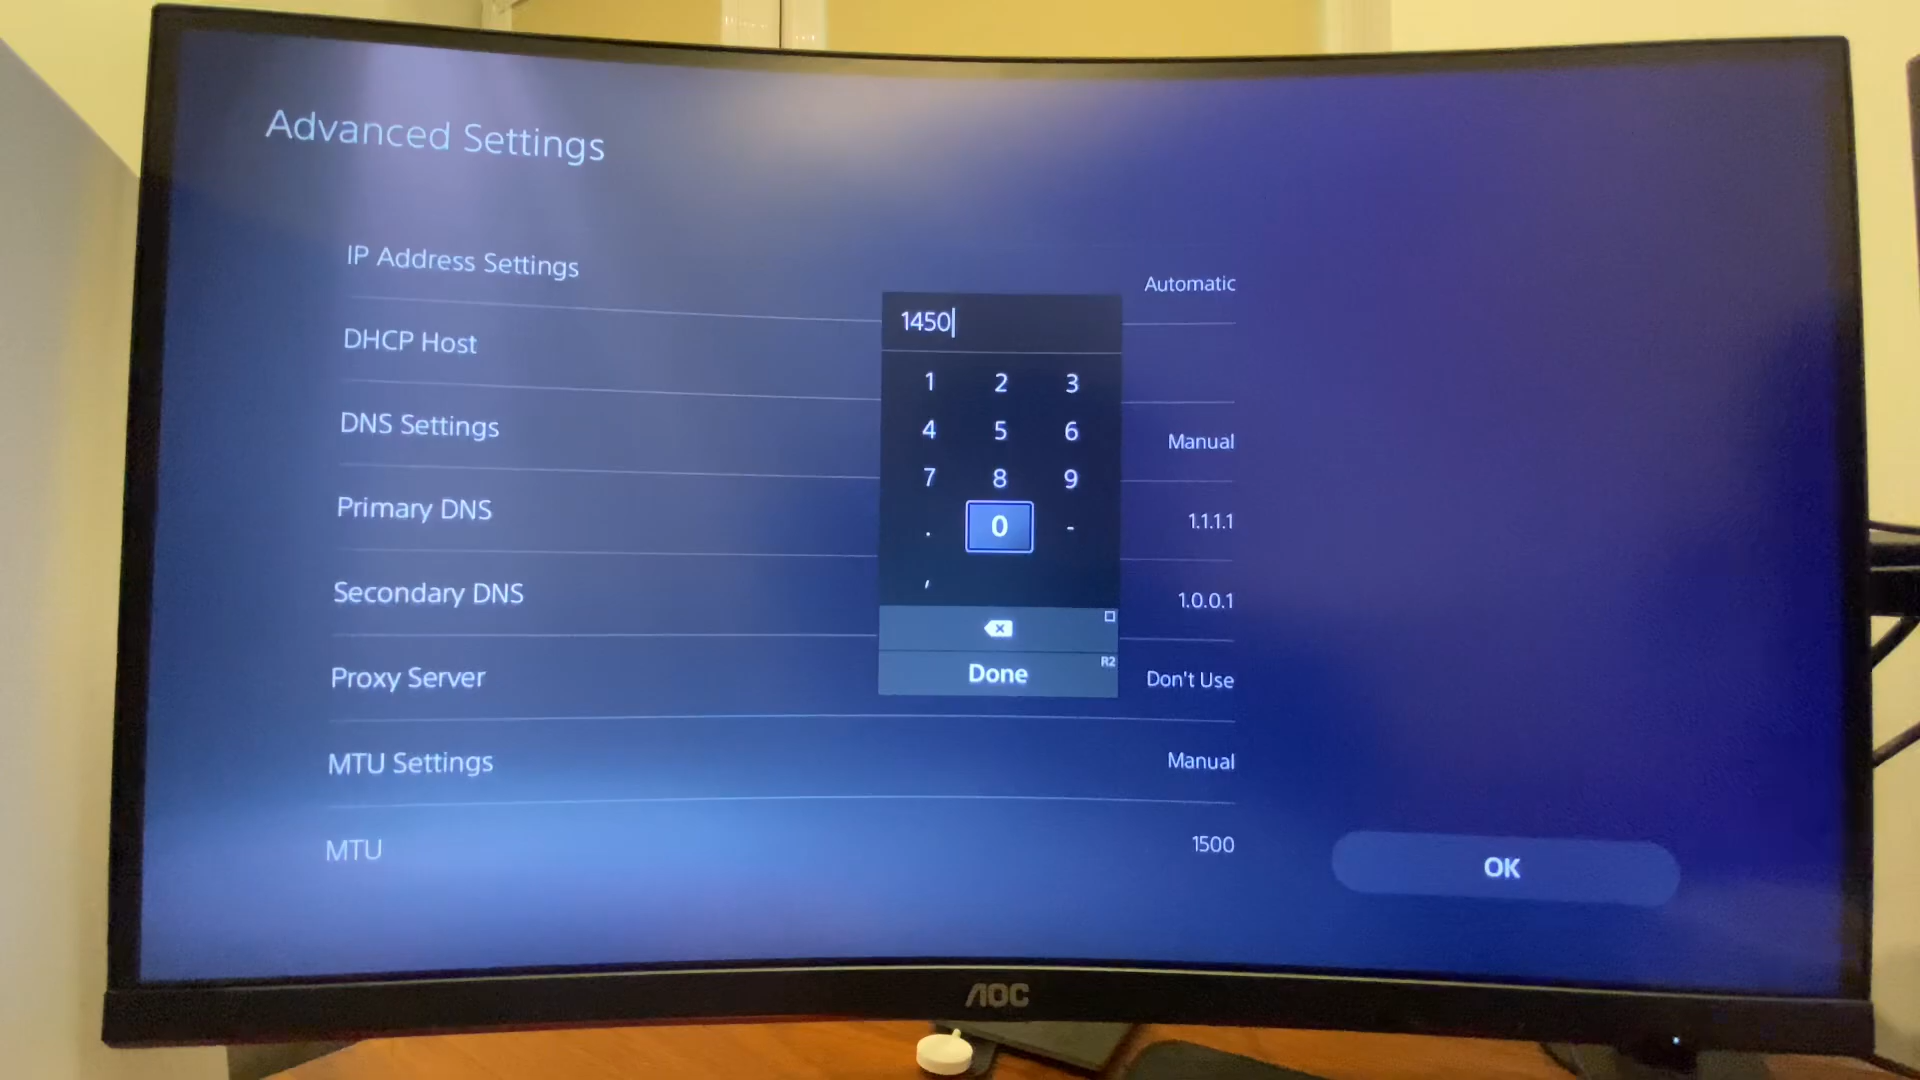 Advanced Settings
IP Address Settings
Automatic
DHCP Host
DNS Settings
Manual
Primary DNS
1.1.1.1
Secondary DNS
1.0.0.1
Proxy Server
Don't Use
MTU Settings
Manual
MTU
1500
1450
1 2 3
4 5 6
7 8 9
. 0 -
,
Done
R2
OK
AOC